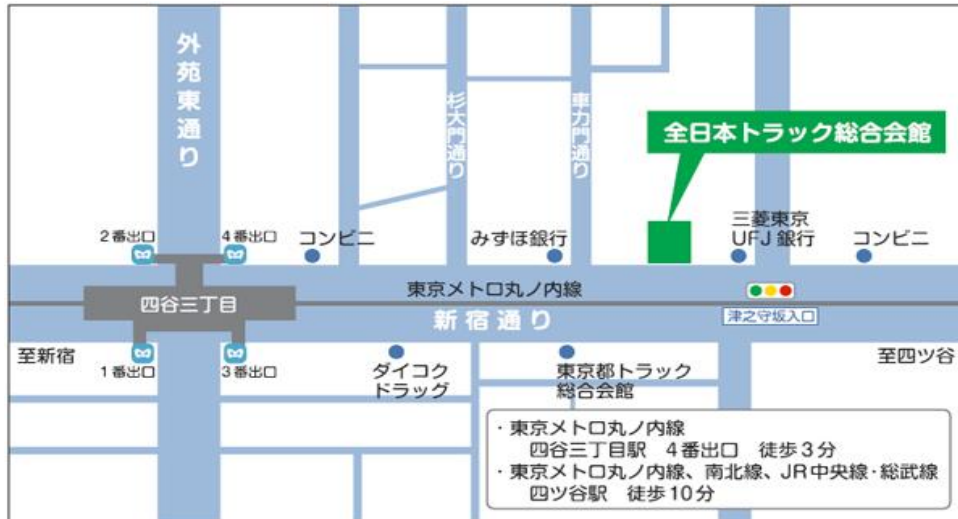 外苑東通り
杉大門通り
車力門通り
全日本トラック総合会館
2番出口
4番出口
コンビニ
みずほ銀行
三菱東京
UFJ銀行
コンビニ
東京メトロ丸ノ内線
四谷三丁目
新宿通り
津之守坂入口
至新宿
至四ツ谷
1番出口
3番出口
ダイコク
ドラッグ
東京都トラック
総合会館
・東京メトロ丸ノ内線
四谷三丁目駅 4番出口 徒歩3分
・東京メトロ丸ノ内線、南北線、JR中央線・総武線
四ツ谷駅 徒歩10分